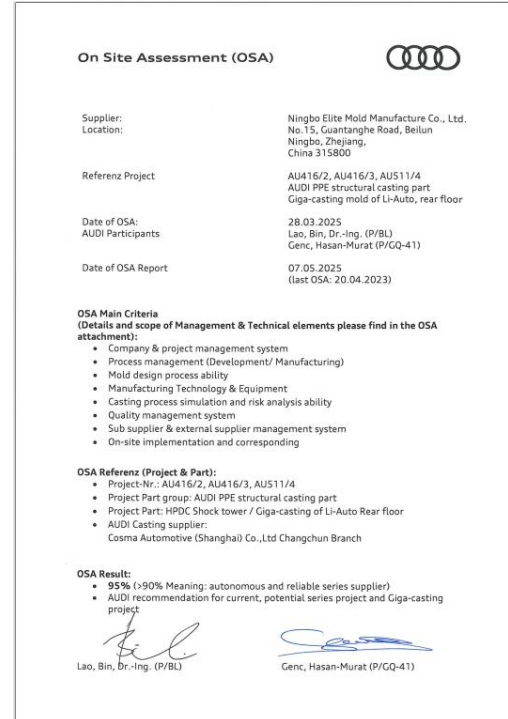 On Site Assessment (OSA)
Supplier: Ningbo Elite Mold Manufacture Co., Ltd.
Location: No.15, Guantanghe Road, Beilun
Ningbo, Zhejiang,
China 315800
Referenz Project AU416/2, AU416/3, AU511/4
AUDI PPE structural casting part
Giga-casting mold of Li-Auto, rear floor
Date of OSA: 28.03.2025
AUDI Participants Lao, Bin, Dr.-Ing. (P/BL)
Genc, Hasan-Murat (P/GQ-41)
Date of OSA Report 07.05.2025
(last OSA: 20.04.2023)
OSA Main Criteria
(Details and scope of Management & Technical elements please find in the OSA
attachment):
• Company & project management system
• Process management (Development/ Manufacturing)
• Mold design process ability
• Manufacturing Technology & Equipment
• Casting process simulation and risk analysis ability
• Quality management system
• Sub supplier & external supplier management system
• On-site implementation and corresponding
OSA Referenz (Project & Part):
• Project-Nr.: AU416/2, AU416/3, AU511/4
• Project Part group: AUDI PPE structural casting part
• Project Part: HPDC Shock tower / Giga-casting of Li-Auto Rear floor
• AUDI Casting supplier:
Cosma Automotive (Shanghai) Co.,Ltd Changchun Branch
OSA Result:
• 95% (>90% Meaning: autonomous and reliable series supplier)
• AUDI recommendation for current, potential series project and Giga-casting
project
Lao, Bin, Dr.-Ing. (P/BL) Genc, Hasan-Murat (P/GQ-41)